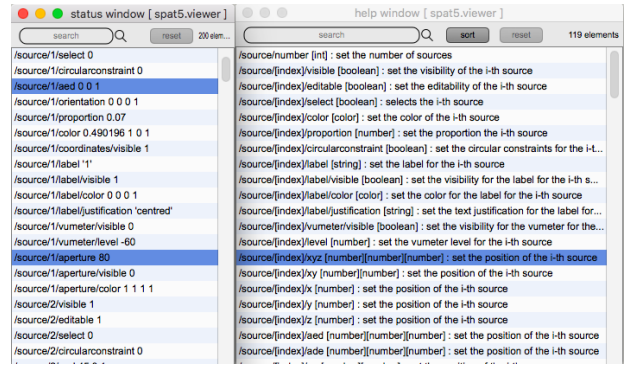 status window [ spat5.viewer ]
search
reset
200 elem...
/source/1/select 0
/source/1/circularconstraint 0
/source/1/aed 0 0 1
/source/1/orientation 0 0 0 1
/source/1/proportion 0.07
/source/1/color 0.490196 1 0 1
/source/1/coordinates/visible 1
/source/1/label '1'
/source/1/label/visible 1
/source/1/label/color 0 0 0 1
/source/1/label/justification 'centred'
/source/1/vumeter/visible 0
/source/1/vumeter/level -60
/source/1/aperture 80
/source/1/aperture/visible 0
/source/1/aperture/color 1 1 1 1
/source/2/visible 1
/source/2/editable 1
/source/2/select 0
/source/2/circularconstraint 0
help window [ spat5.viewer ]
search
sort
reset
119 elements
/source/number [int] : set the number of sources
/source/[index]/visible [boolean] : set the visibility of the i-th source
/source/[index]/editable [boolean] : set the editability of the i-th source
/source/[index]/select [boolean] : selects the i-th source
/source/[index]/color [color] : set the color of the i-th source
/source/[index]/proportion [number] : set the proportion the i-th source
/source/[index]/circularconstraint [boolean] : set the circular constraints for the i-t...
/source/[index]/label [string] : set the label for the i-th source
/source/[index]/label/visible [boolean] : set the visibility for the label for the i-th s...
/source/[index]/label/color [color] : set the color for the label for the i-th source
/source/[index]/label/justification [string] : set the text justification for the label for...
/source/[index]/vumeter/visible [boolean] : set the visibility for the vumeter for the...
/source/[index]/level [number] : set the vumeter level for the i-th source
/source/[index]/xyz [number][number][number] : set the position of the i-th source
/source/[index]/xy [number][number] : set the position of the i-th source
/source/[index]/x [number] : set the position of the i-th source
/source/[index]/y [number] : set the position of the i-th source
/source/[index]/z [number] : set the position of the i-th source
/source/[index]/aed [number][number][number] : set the position of the i-th source
/source/[index]/ade [number][number][number] : set the position of the i-th source